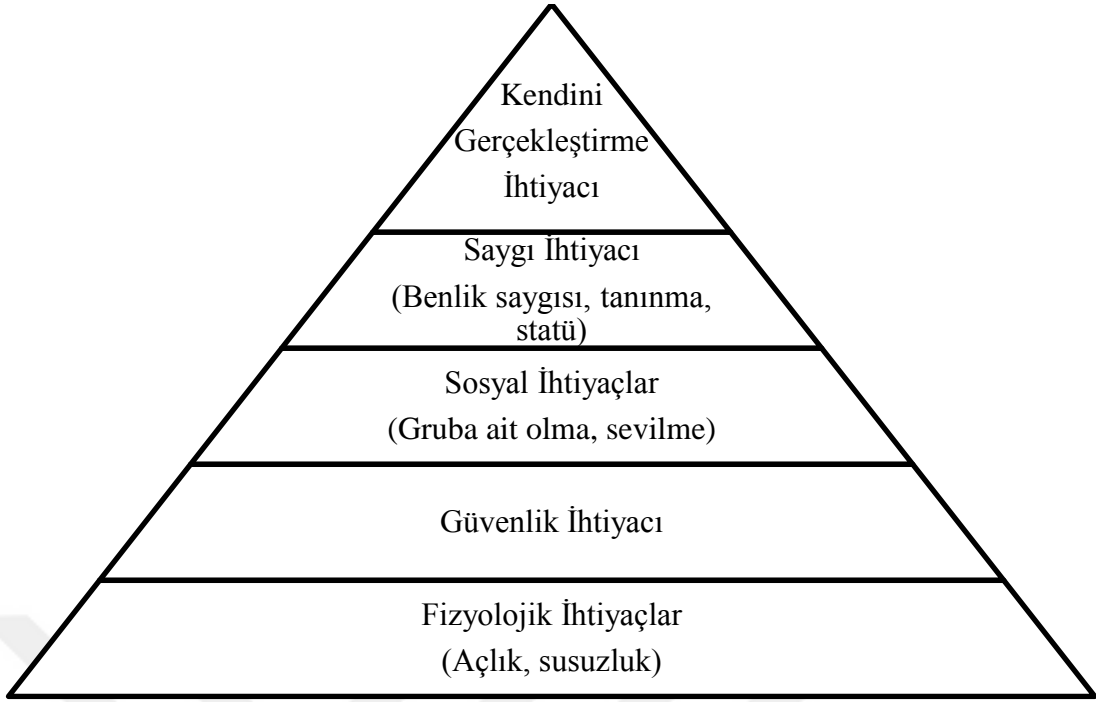 Kendini
Gerçekleştirme
İhtiyacı
Saygı İhtiyacı
(Benlik saygısı, tanınma,
statü)
Sosyal İhtiyaçlar
(Gruba ait olma, sevilme)
Güvenlik İhtiyacı
Fizyolojik İhtiyaçlar
(Açlık, susuzluk)